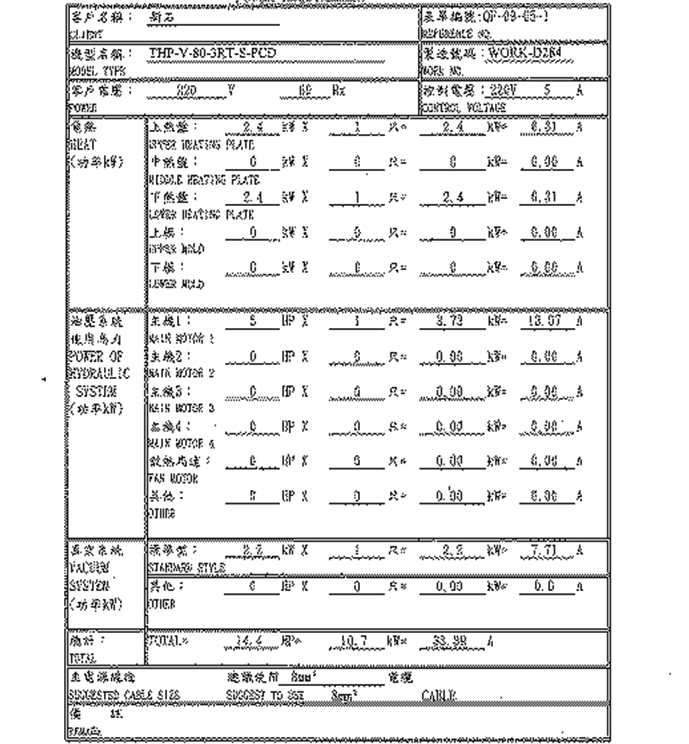 客戶名稱： 新石 表單編號:QP-09-05-1
CLIENT REFERENCE NO.
機型名稱： THP-V-80-3RT-S-PCD 製造號碼：WORK-D284
MODEL TYPE WORK NO.
客戶電壓： 220 V 60 Hz 控制電壓：220V 5 A
POWER CONTROL VOLTAGE
電熱 上熱盤： 2.4 kW X 1 只= 2.4 kW= 6.31 A
HEAT UPPER HEATING PLATE
(功率kW) 中熱盤： 0 kW X 0 只= 0 kW= 0.00 A
MIDDLE HEATING PLATE
下熱盤： 2.4 kW X 1 只= 2.4 kW= 6.31 A
LOWER HEATING PLATE
上模： 0 kW X 0 只= 0 kW= 0.00 A
UPPER MOLD
下模： 0 kW X 0 只= 0 kW= 0.00 A
LOWER MOLD
油壓系統 主機1： 5 HP X 1 只= 3.73 kW= 13.07 A
使用馬力 MAIN MOTOR 1
POWER OF 主機2： 0 HP X 0 只= 0.00 kW= 0.00 A
HYDRAULIC MAIN MOTOR 2
SYSTEM 主機3： 0 HP X 0 只= 0.00 kW= 0.00 A
(功率kW) MAIN MOTOR 3
主機4： 0 HP X 0 只= 0.00 kW= 0.00 A
MAIN MOTOR 4
散熱馬達： 0 HP X 0 只= 0.00 kW= 0.00 A
FAN MOTOR
其他： 0 HP X 0 只= 0.00 kW= 0.00 A
OTHER
真空系統 標準型： 2.2 kW X 1 只= 2.2 kW= 7.71 A
VACUUM STANDARD STYLE
SYSTEM 其他： 0 HP X 0 只= 0.00 kW= 0.0 A
(功率kW) OTHER
總計： TOTAL= 14.4 HP= 10.7 kW= A
TOTAL
主電源線徑 建議使用 8mm² 電纜
SUGGESTED CABLE SIZE SUGGEST TO USE 8mm² CABLE
備 註
REMARK